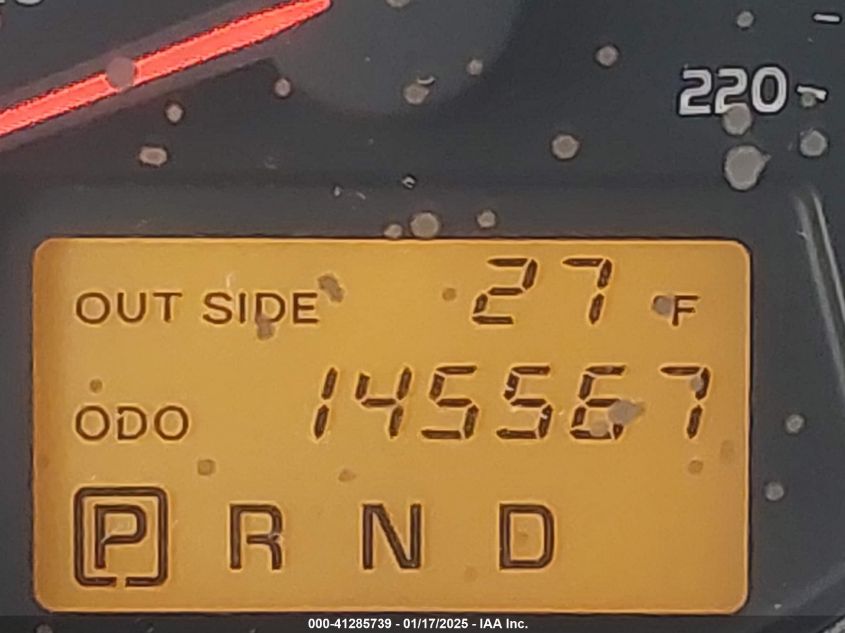 220
OUT SIDE 27 °F
ODO 145567
P R N D
000-41285739 - 01/17/2025 - IAA Inc.